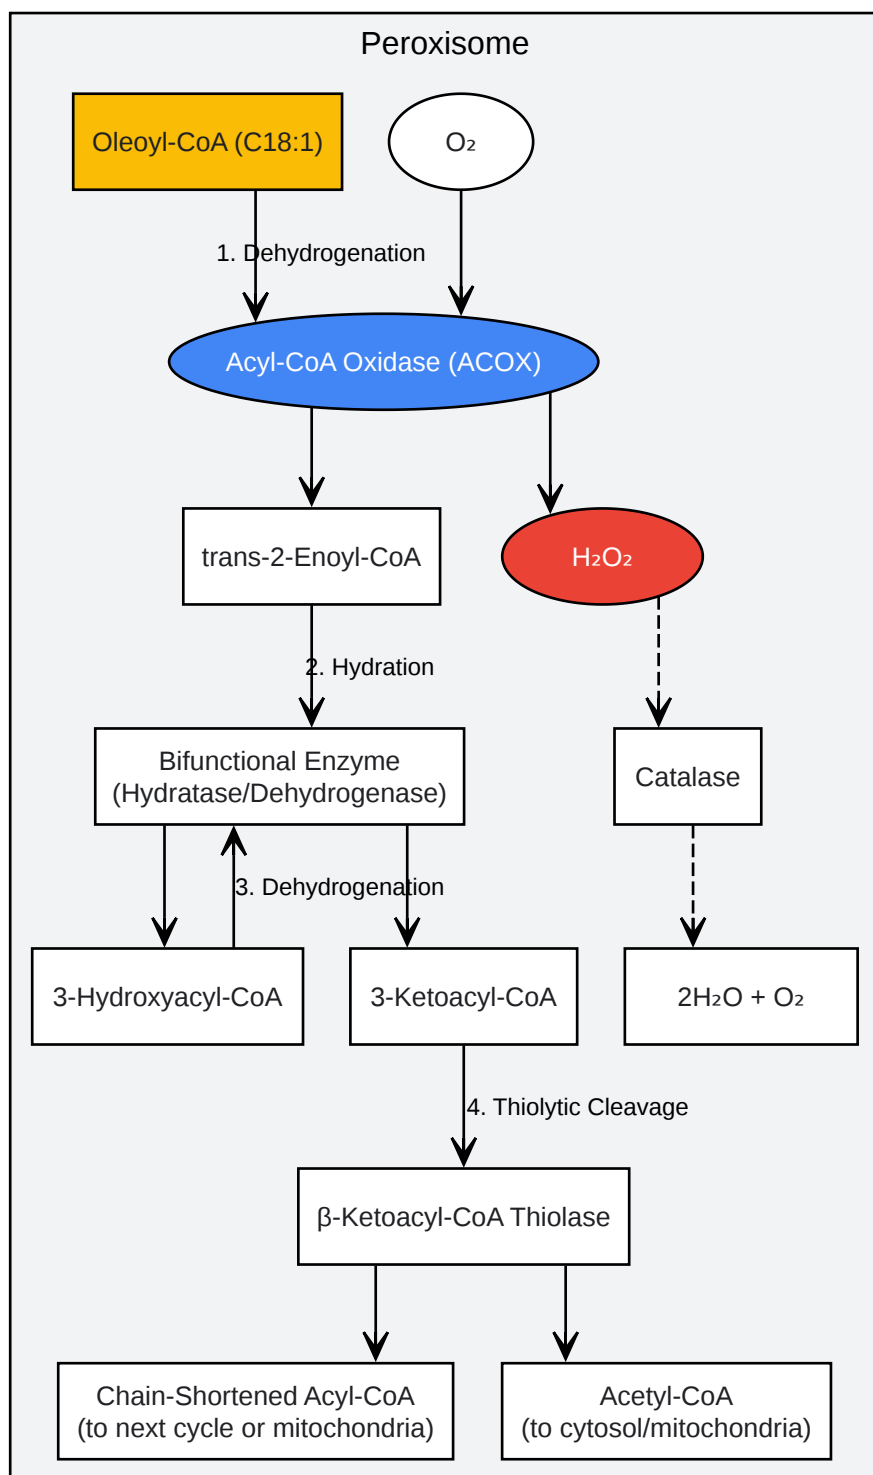 Peroxisome
Oleoyl-CoA (C18:1)
O₂
1. Dehydrogenation
Acyl-CoA Oxidase (ACOX)
trans-2-Enoyl-CoA
H₂O₂
2. Hydration
Bifunctional Enzyme
(Hydratase/Dehydrogenase)
Catalase
3. Dehydrogenation
3-Hydroxyacyl-CoA
3-Ketoacyl-CoA
2H₂O + O₂
4. Thiolytic Cleavage
β-Ketoacyl-CoA Thiolase
Chain-Shortened Acyl-CoA
(to next cycle or mitochondria)
Acetyl-CoA
(to cytosol/mitochondria)